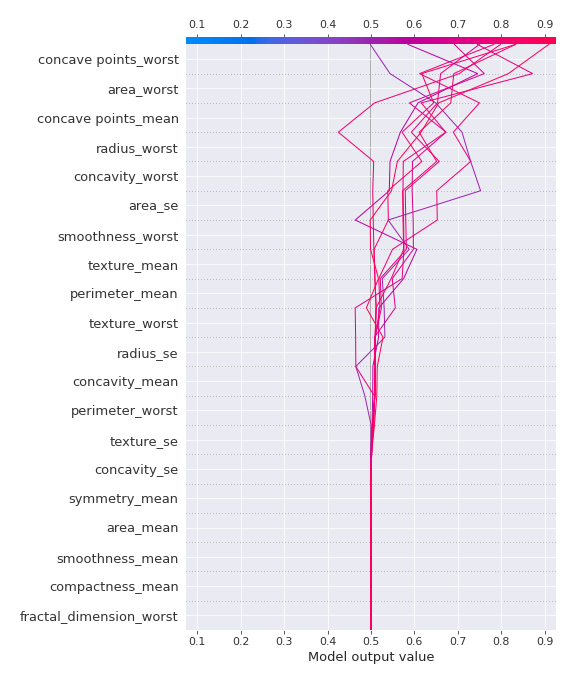 0.1 0.2 0.3 0.4 0.5 0.6 0.7 0.8 0.9
concave points_worst
area_worst
concave points_mean
radius_worst
concavity_worst
area_se
smoothness_worst
texture_mean
perimeter_mean
texture_worst
radius_se
concavity_mean
perimeter_worst
texture_se
concavity_se
symmetry_mean
area_mean
smoothness_mean
compactness_mean
fractal_dimension_worst
0.1 0.2 0.3 0.4 0.5 0.6 0.7 0.8 0.9
Model output value